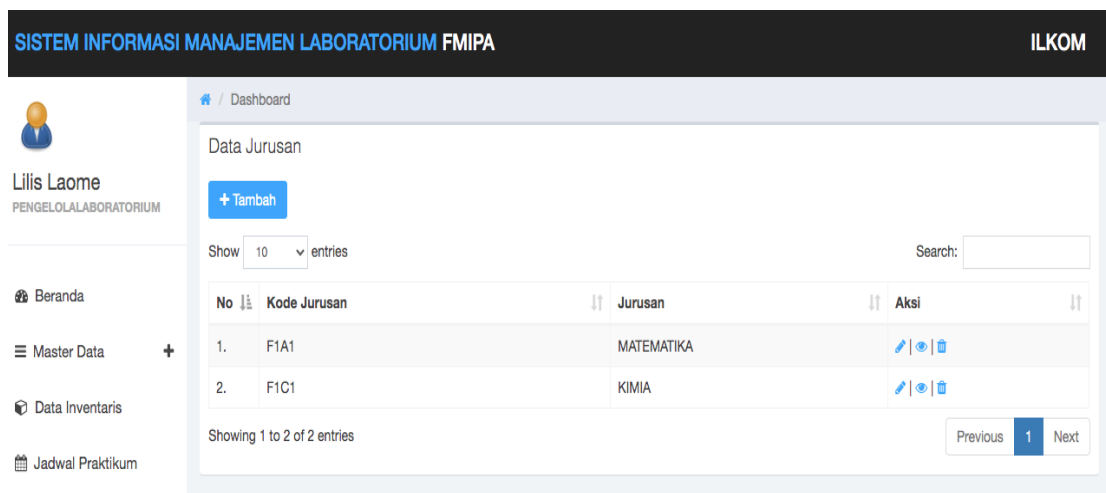 SISTEM INFORMASI MANAJEMEN LABORATORIUM FMIPA ILKOM
/ Dashboard
Lilis Laome
PENGELOLALABORATORIUM
Beranda
Master Data
Data Inventaris
Jadwal Praktikum
Data Jurusan
+ Tambah
Show 10 entries Search:
No Kode Jurusan Jurusan Aksi
1. F1A1 MATEMATIKA | |
2. F1C1 KIMIA | |
Showing 1 to 2 of 2 entries Previous 1 Next